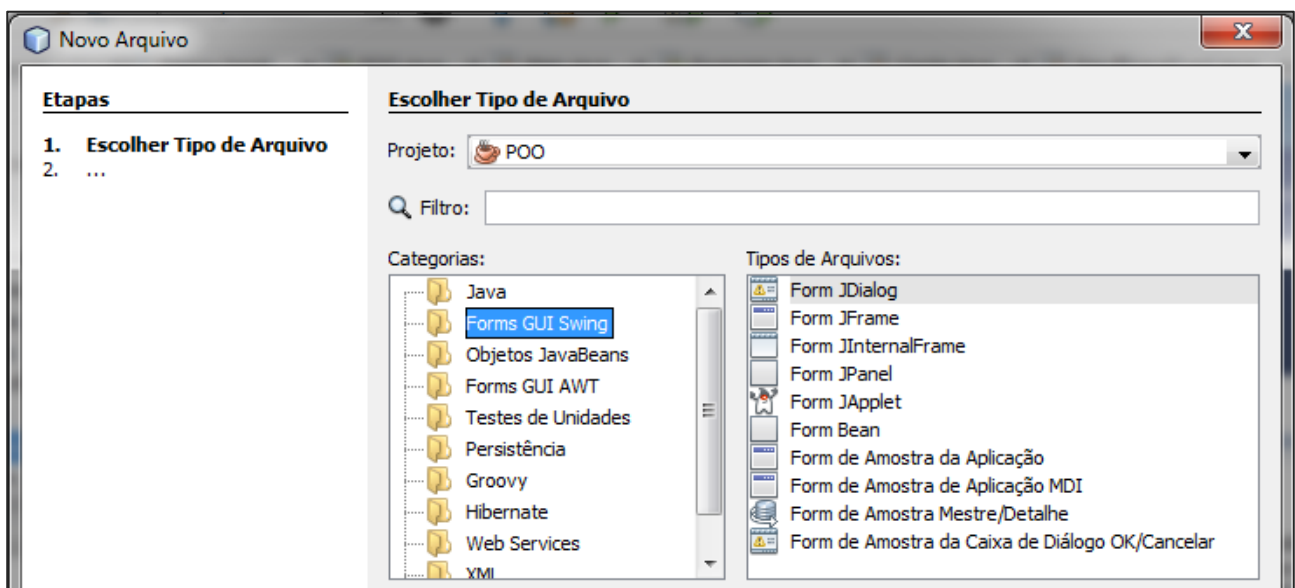 Novo Arquivo
X
Etapas
1. Escolher Tipo de Arquivo
2. ...
Escolher Tipo de Arquivo
Projeto: POO
Filtro:
Categorias:
Java
Forms GUI Swing
Objetos JavaBeans
Forms GUI AWT
Testes de Unidades
Persistência
Groovy
Hibernate
Web Services
XML
Tipos de Arquivos:
Form JDialog
Form JFrame
Form JInternalFrame
Form JPanel
Form JApplet
Form Bean
Form de Amostra da Aplicação
Form de Amostra de Aplicação MDI
Form de Amostra Mestre/Detalhe
Form de Amostra da Caixa de Diálogo OK/Cancelar